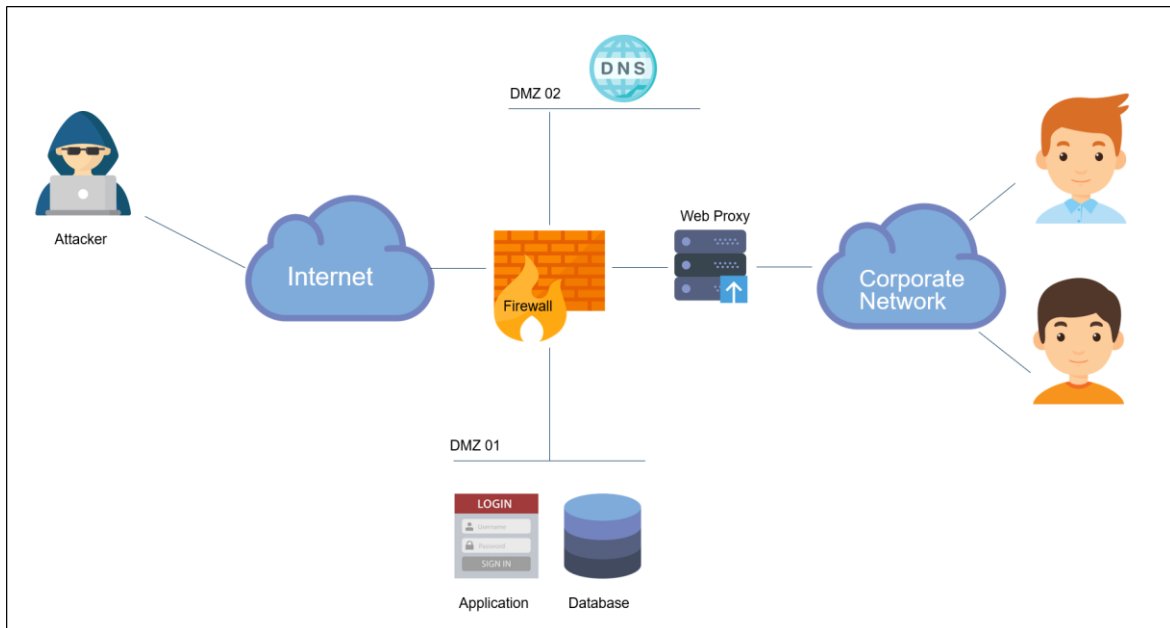 DNS
DMZ 02
Attacker
Internet
Firewall
Web Proxy
Corporate
Network
DMZ 01
LOGIN
Username
Password
SIGN IN
Application
Database